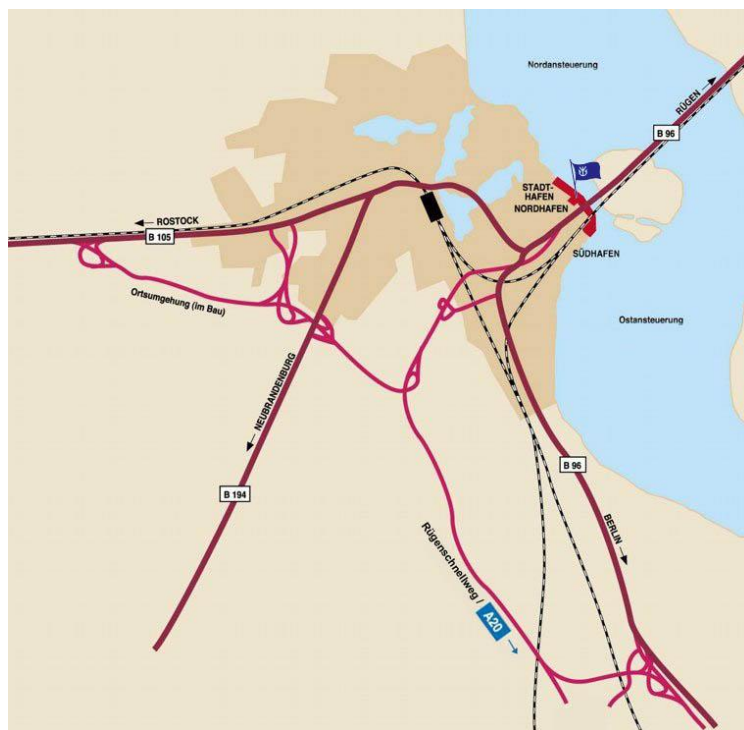 Nordansteuerung
RÜGEN
B 96
STADT-
HAFEN
NORDHAFEN
ROSTOCK
B 105
SÜDHAFEN
Ortsumgehung (im Bau)
Ostansteuerung
NEUBRANDENBURG
B 96
B 194
BERLIN
Rügenschnellweg /
A20